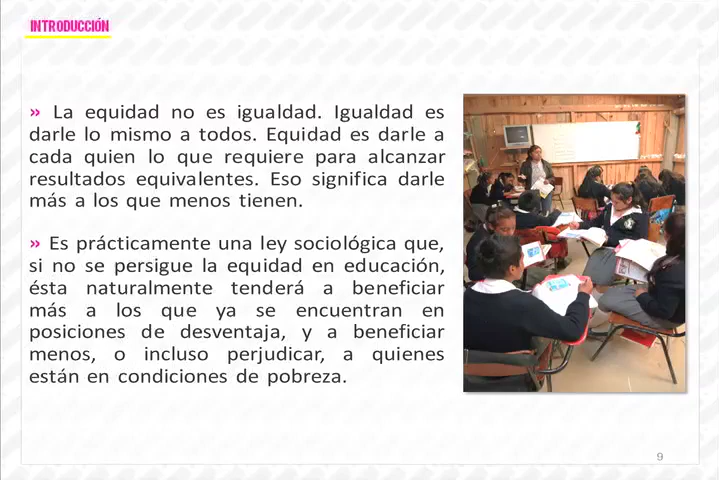 INTRODUCCIÓN
» La equidad no es igualdad. Igualdad es
darle lo mismo a todos. Equidad es darle a
cada quien lo que requiere para alcanzar
resultados equivalentes. Eso significa darle
más a los que menos tienen.
» Es prácticamente una ley sociológica que,
si no se persigue la equidad en educación,
ésta naturalmente tenderá a beneficiar
más a los que ya se encuentran en
posiciones de desventaja, y a beneficiar
menos, o incluso perjudicar, a quienes
están en condiciones de pobreza.
9